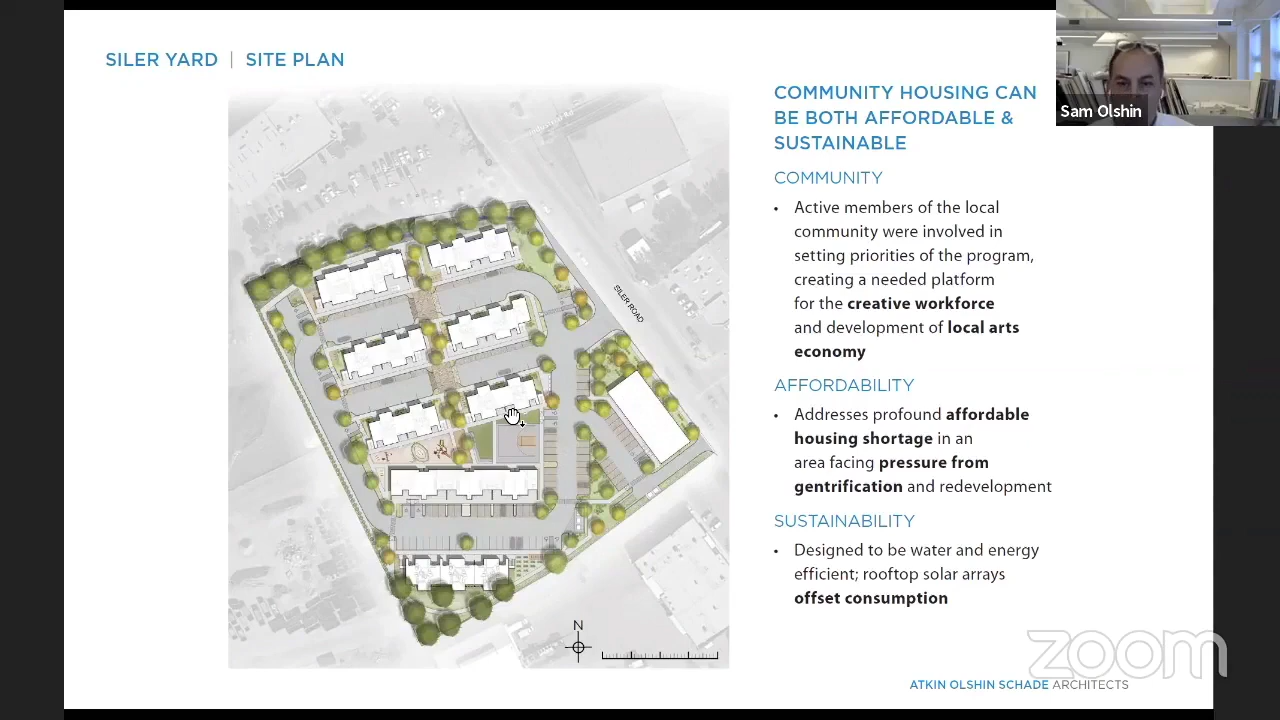 SILER YARD | SITE PLAN
COMMUNITY HOUSING CAN
BE BOTH AFFORDABLE &
SUSTAINABLE
Sam Olshin
COMMUNITY
• Active members of the local
community were involved in
setting priorities of the program,
creating a needed platform
for the creative workforce
and development of local arts
economy
AFFORDABILITY
• Addresses profound affordable
housing shortage in an
area facing pressure from
gentrification and redevelopment
SUSTAINABILITY
• Designed to be water and energy
efficient; rooftop solar arrays
offset consumption
SILER ROAD
N
zoom
ATKIN OLSHIN SCHADE ARCHITECTS